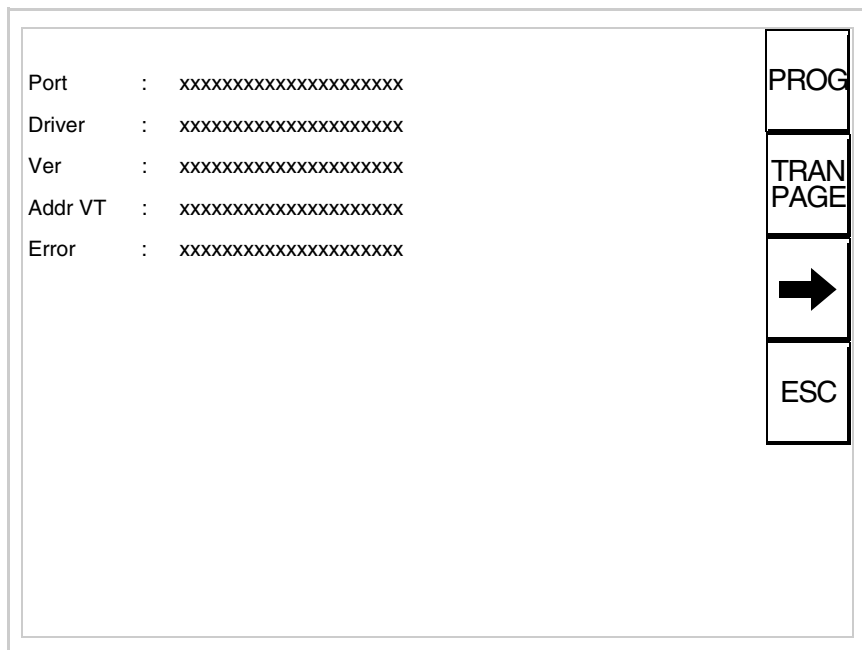 Port : xxxxxxxxxxxxxxxxxxxxx
Driver : xxxxxxxxxxxxxxxxxxxxx
Ver : xxxxxxxxxxxxxxxxxxxxx
Addr VT : xxxxxxxxxxxxxxxxxxxxx
Error : xxxxxxxxxxxxxxxxxxxxx
PROG
TRAN
PAGE
ESC